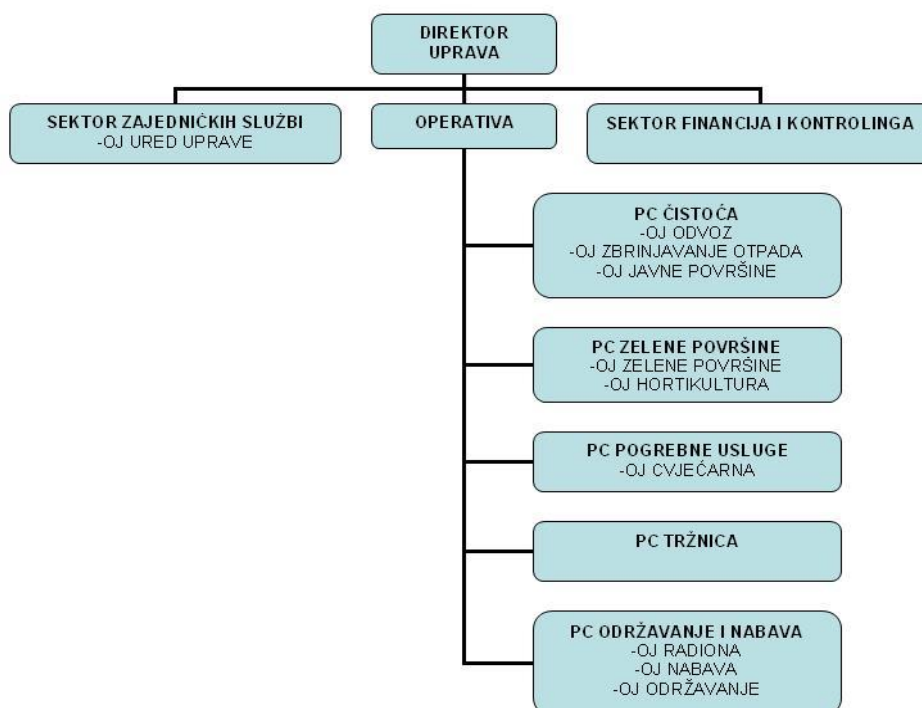 DIREKTOR
UPRAVA
SEKTOR ZAJEDNIČKIH SLUŽBI
-OJ URED UPRAVE
OPERATIVA
SEKTOR FINANCIJA I KONTROLINGA
PC ČISTOĆA
-OJ ODVOZ
-OJ ZBRINJAVANJE OTPADA
-OJ JAVNE POVRŠINE
PC ZELENE POVRŠINE
-OJ ZELENE POVRŠINE
-OJ HORTIKULTURA
PC POGREBNE USLUGE
-OJ CVJEĆARNA
PC TRŽNICA
PC ODRŽAVANJE I NABAVA
-OJ RADIONA
-OJ NABAVA
-OJ ODRŽAVANJE